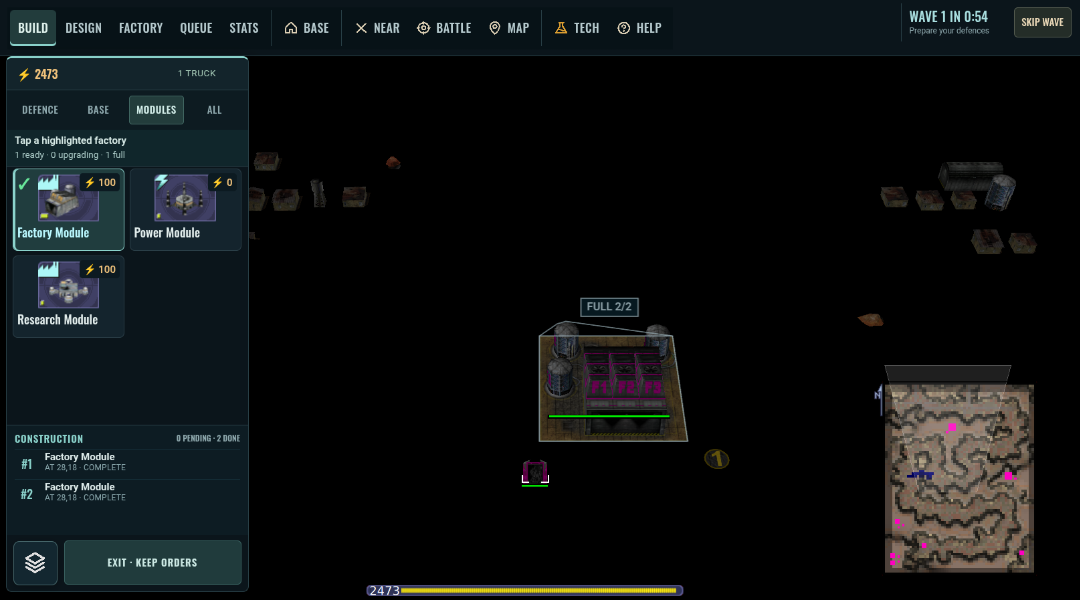 BUILD
DESIGN
FACTORY
QUEUE
STATS
BASE
NEAR
BATTLE
MAP
TECH
HELP
WAVE 1 IN 0:54
Prepare your defences
SKIP WAVE
2473
1 TRUCK
DEFENCE
BASE
MODULES
ALL
Tap a highlighted factory
1 ready · 0 upgrading · 1 full
100
Factory Module
0
Power Module
100
Research Module
FULL 2/2
1
N
CONSTRUCTION
0 PENDING · 2 DONE
#1
Factory Module
AT 28,18 · COMPLETE
#2
Factory Module
AT 28,18 · COMPLETE
EXIT · KEEP ORDERS
2473